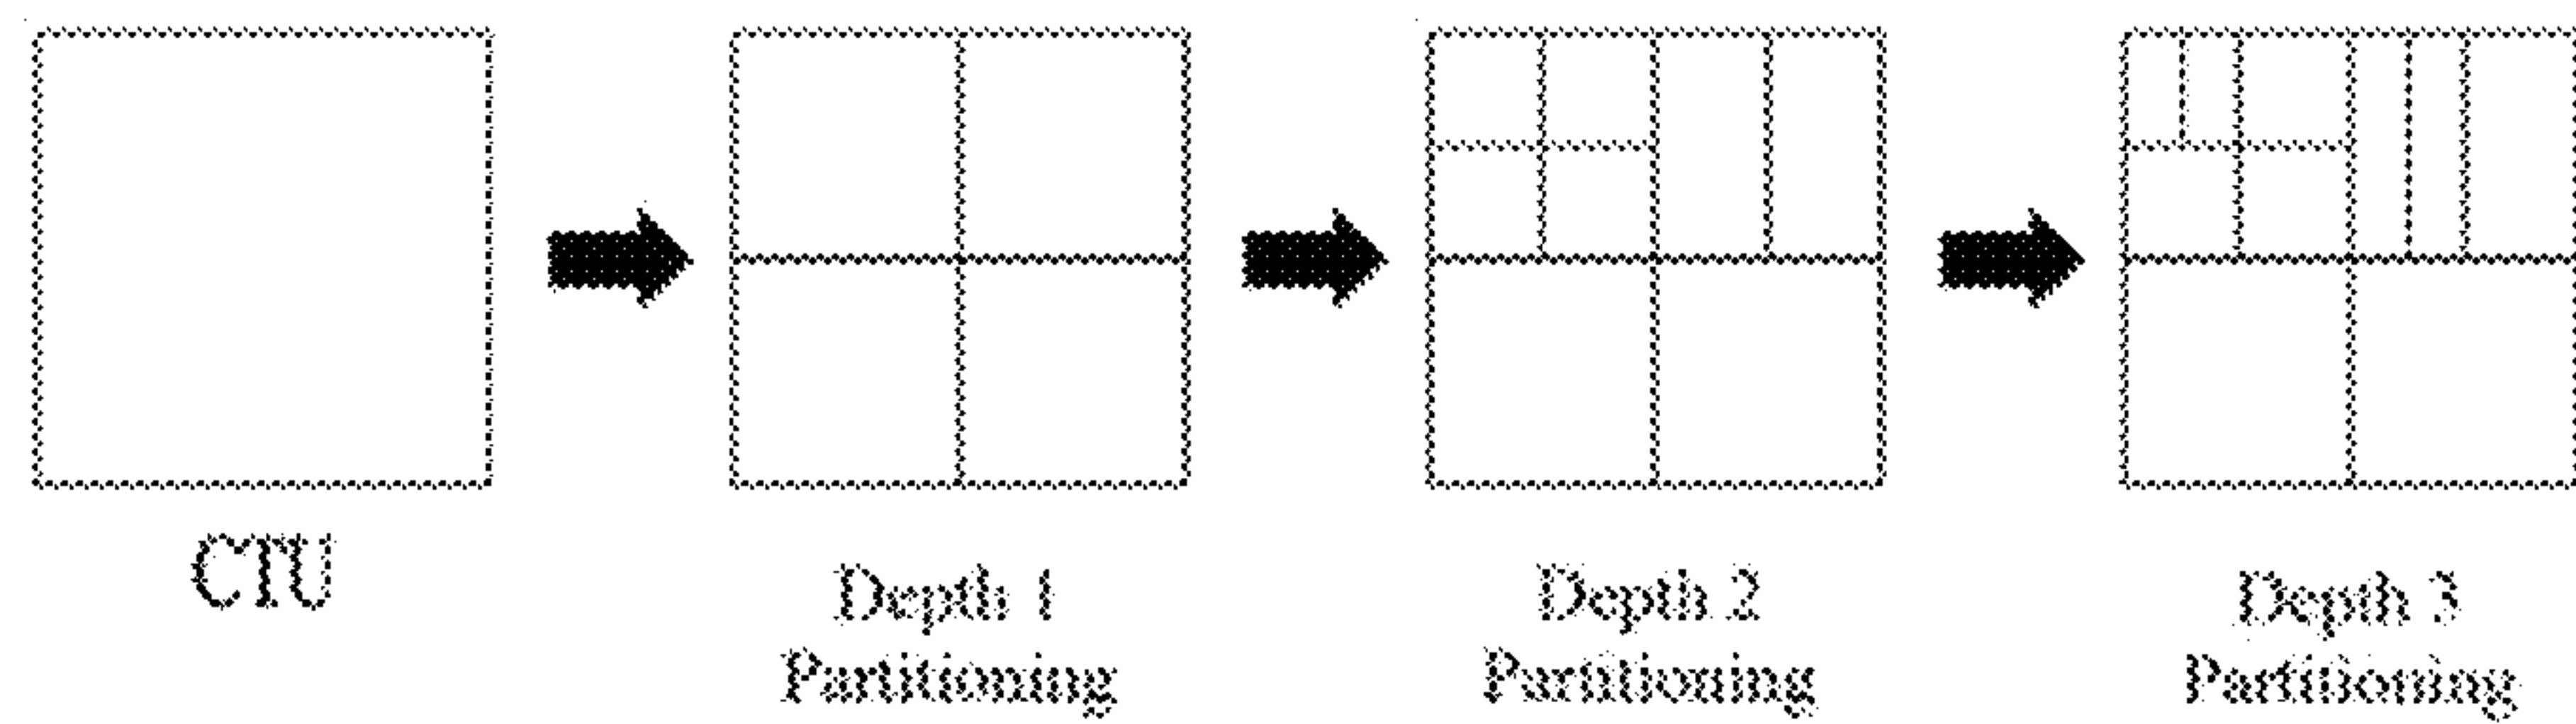 CTU
Depth 1
Partitioning
Depth 2
Partitioning
Depth 3
Partitioning